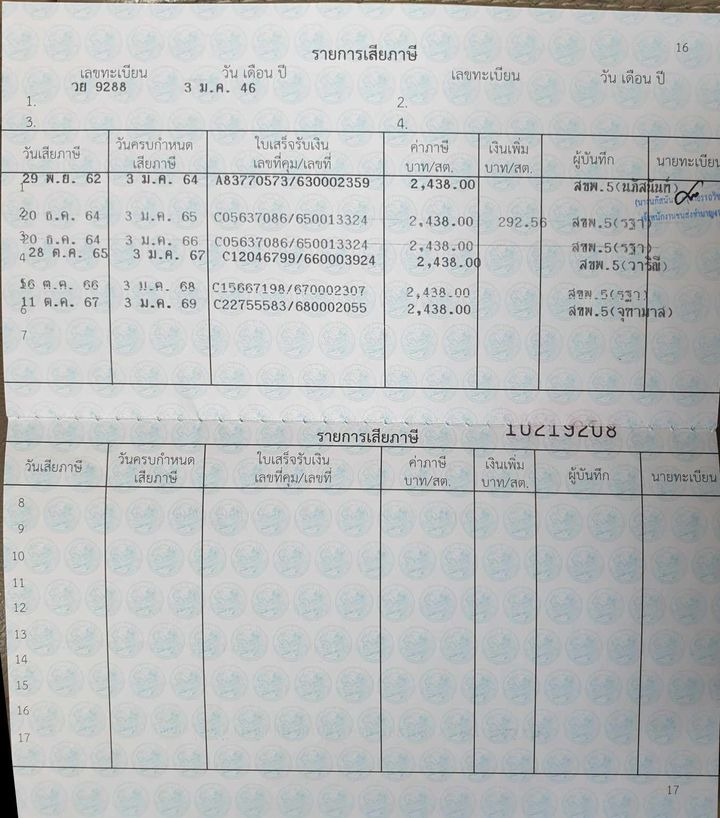 16
รายการเสียภาษี
เลขทะเบียน วัน เดือน ปี เลขทะเบียน วัน เดือน ปี
วย 9288 3 ม.ค. 46
1. 2.
3. 4.
วันเสียภาษี วันครบกำหนดเสียภาษี ใบเสร็จรับเงิน เลขที่คุม/เลขที่ ค่าภาษี บาท/สต. เงินเพิ่ม บาท/สต. ผู้บันทึก นายทะเบียน
1 29 พ.ย. 62 3 ม.ค. 64 A83770573/630002359 2,438.00 สขพ.5(นภัสนันท์)
2 20 ธ.ค. 64 3 ม.ค. 65 C05637086/650013324 2,438.00 292.56 สขพ.5(รฐา)
3 20 ธ.ค. 64 3 ม.ค. 66 C05637086/650013324 2,438.00 สขพ.5(รฐา)
4 28 ต.ค. 65 3 ม.ค. 67 C12046799/660003924 2,438.00 สขพ.5(วาริณี)
16 ต.ค. 66 3 ม.ค. 68 C15667198/670002307 2,438.00 สขพ.5(รฐา)
6 11 ต.ค. 67 3 ม.ค. 69 C22755583/680002055 2,438.00 สขพ.5(จุฑามาส)
7
10219208
รายการเสียภาษี
วันเสียภาษี วันครบกำหนดเสียภาษี ใบเสร็จรับเงิน เลขที่คุม/เลขที่ ค่าภาษี บาท/สต. เงินเพิ่ม บาท/สต. ผู้บันทึก นายทะเบียน
8
9
10
11
12
13
14
15
16
17
17